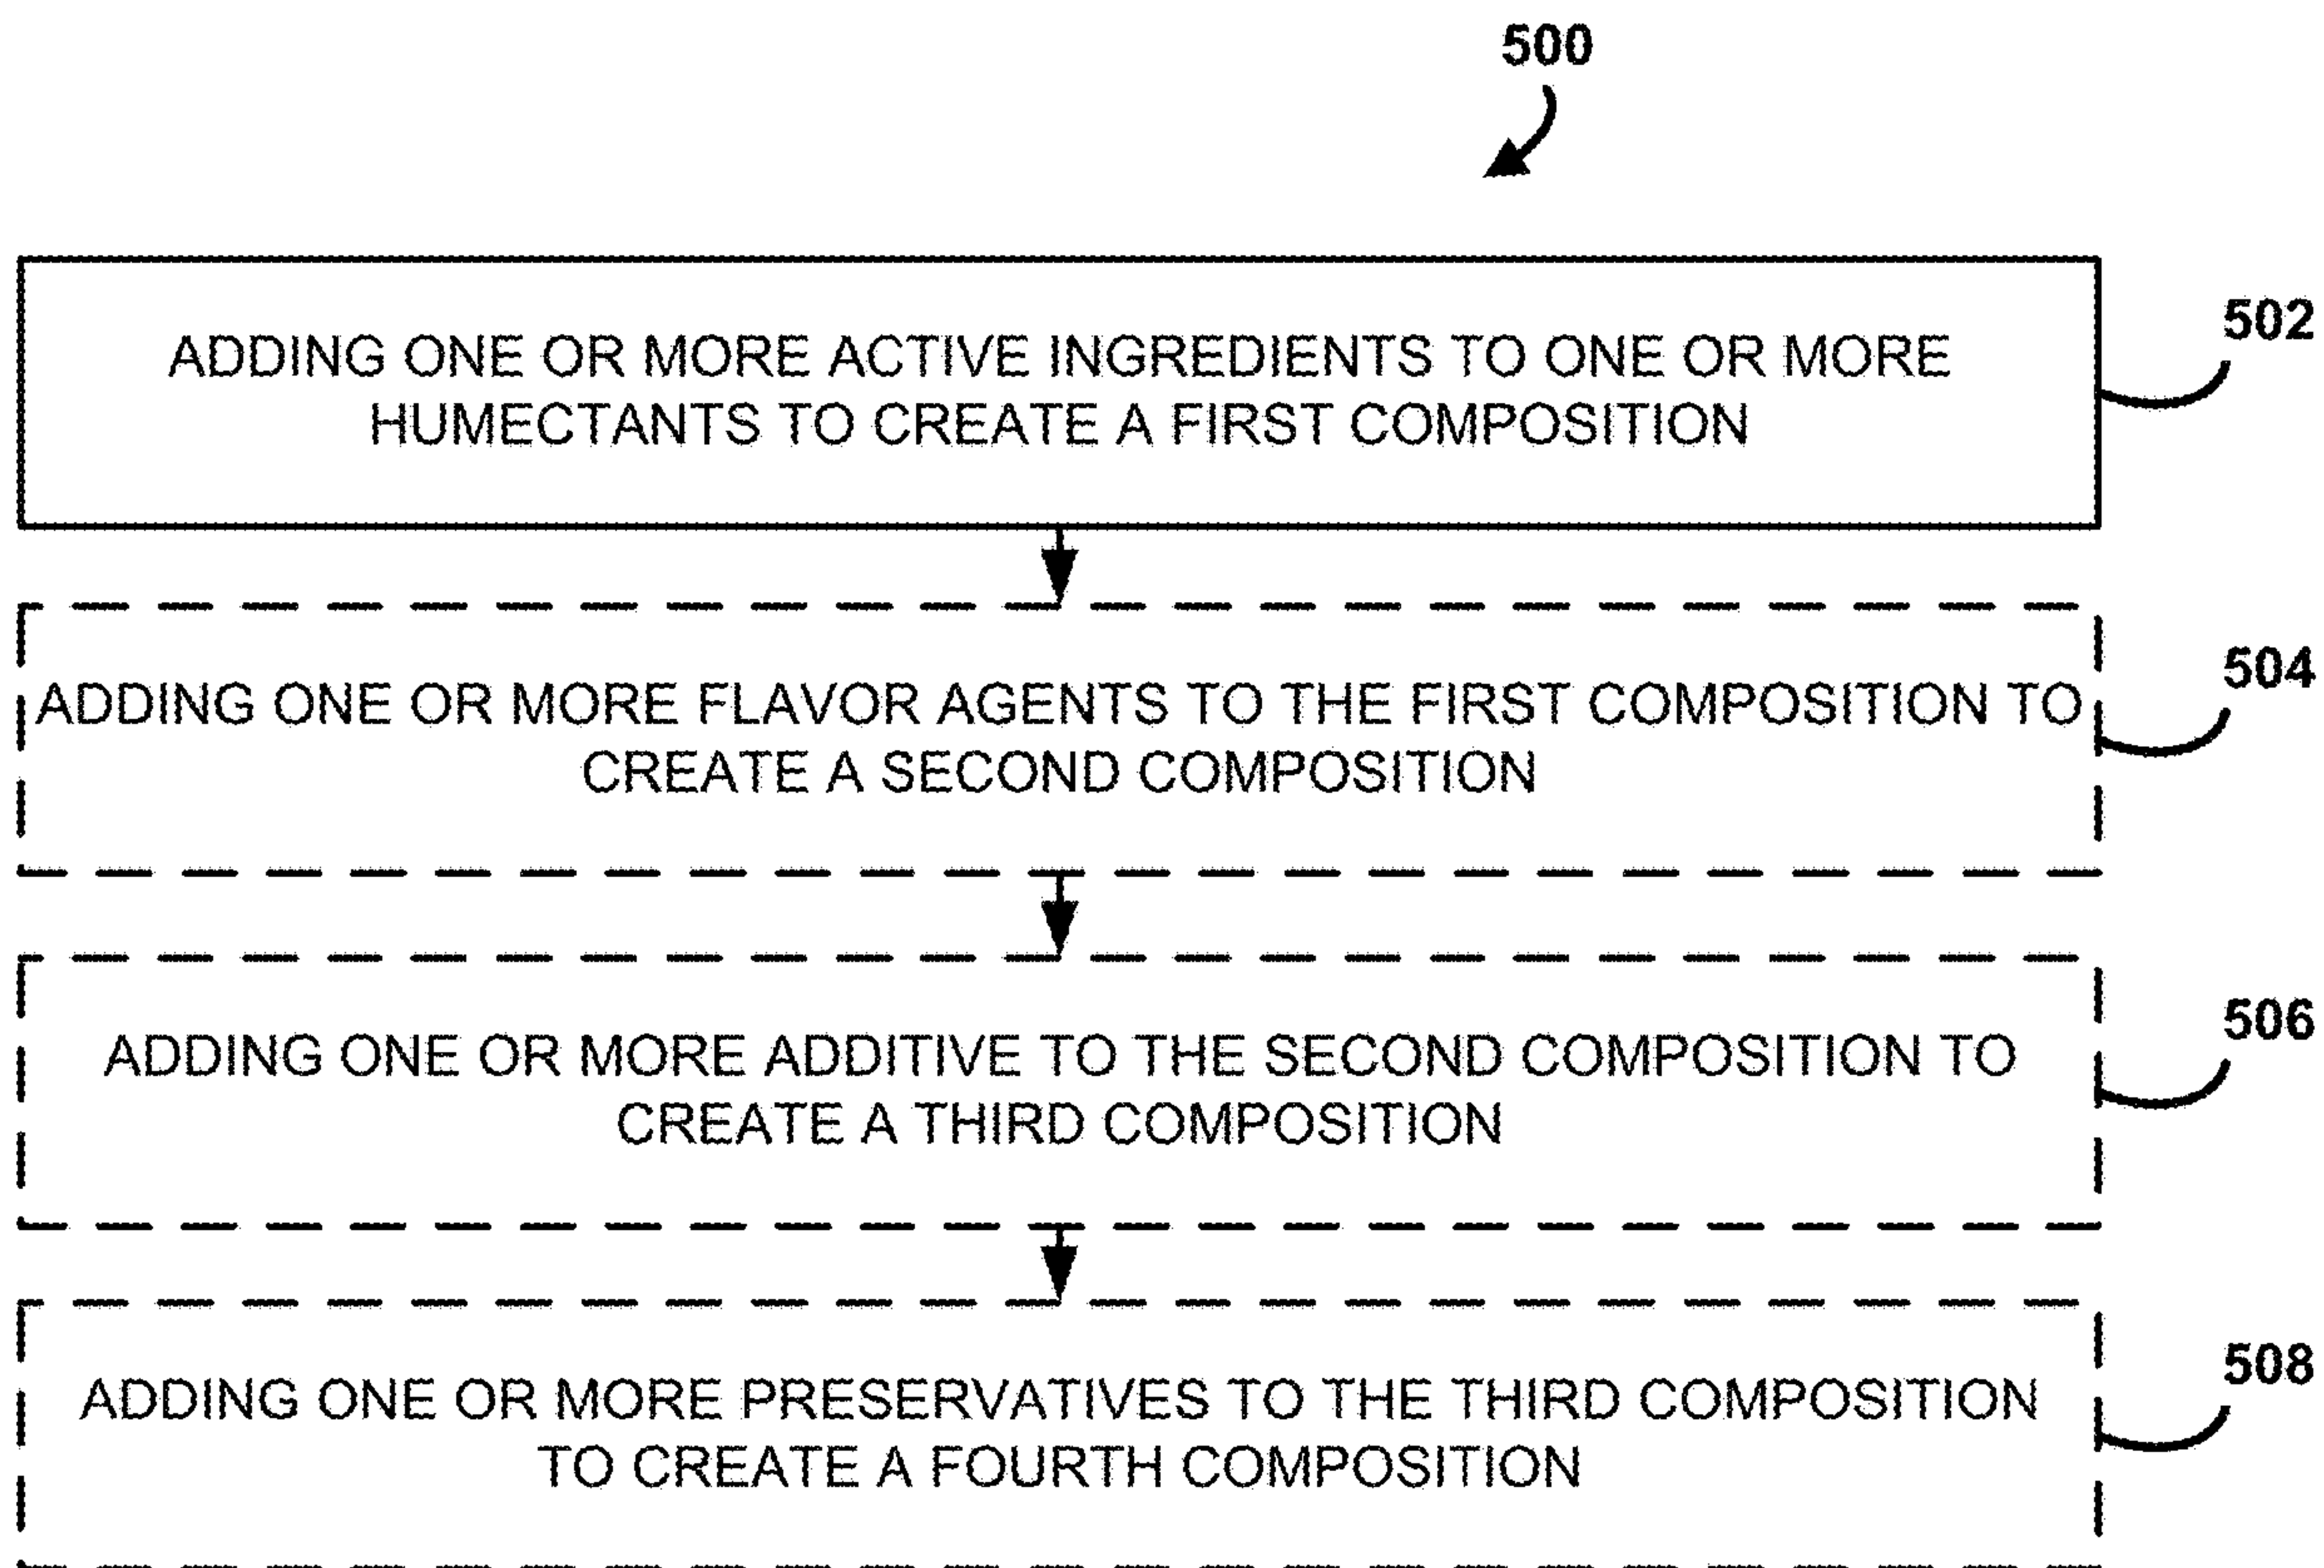 500
ADDING ONE OR MORE ACTIVE INGREDIENTS TO ONE OR MORE
HUMECTANTS TO CREATE A FIRST COMPOSITION
502
ADDING ONE OR MORE FLAVOR AGENTS TO THE FIRST COMPOSITION TO
CREATE A SECOND COMPOSITION
504
ADDING ONE OR MORE ADDITIVE TO THE SECOND COMPOSITION TO
CREATE A THIRD COMPOSITION
506
ADDING ONE OR MORE PRESERVATIVES TO THE THIRD COMPOSITION
TO CREATE A FOURTH COMPOSITION
508